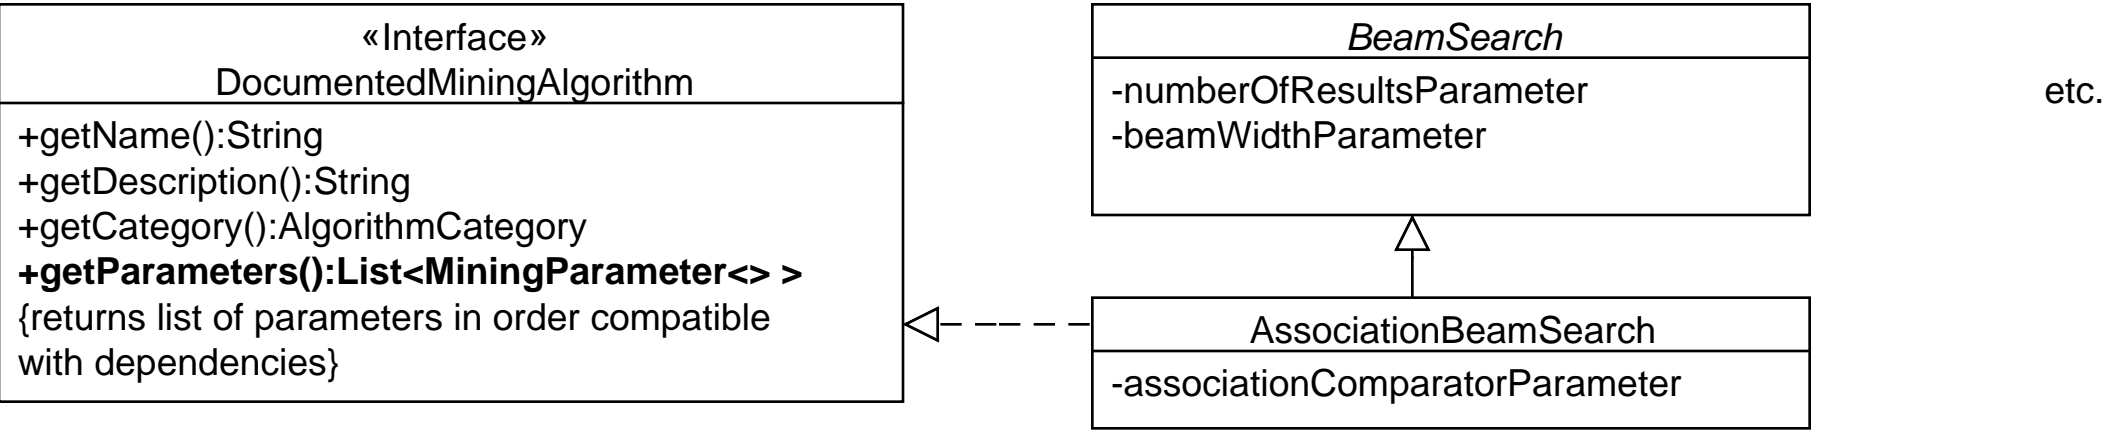 «Interface»
DocumentedMiningAlgorithm
+getName():String
+getDescription():String
+getCategory():AlgorithmCategory
+getParameters():List<MiningParameter<> >
{returns list of parameters in order compatible
with dependencies}
BeamSearch
-numberOfResultsParameter
-beamWidthParameter
AssociationBeamSearch
-associationComparatorParameter
etc.